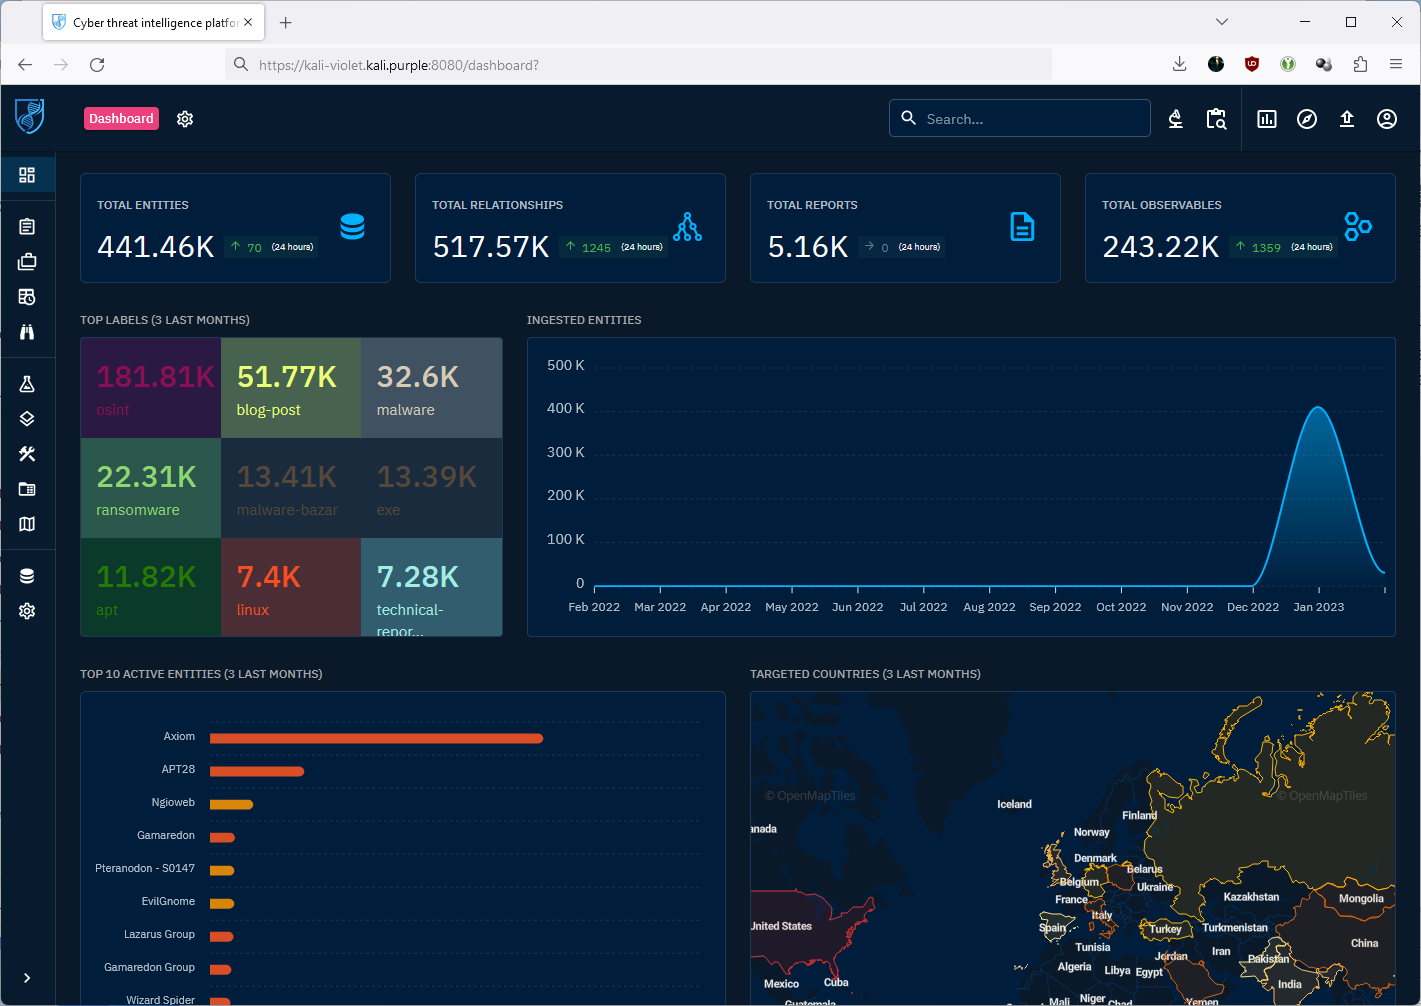 Cyber threat intelligence platfor
https://kali-violet.kali.purple:8080/dashboard?
Dashboard
Search...
TOTAL ENTITIES
441.46K 70 (24 hours)
TOTAL RELATIONSHIPS
517.57K 1245 (24 hours)
TOTAL REPORTS
5.16K 0 (24 hours)
TOTAL OBSERVABLES
243.22K 1359 (24 hours)
TOP LABELS (3 LAST MONTHS)
181.81K
osint
51.77K
blog-post
32.6K
malware
22.31K
ransomware
13.41K
malware-bazar
13.39K
exe
11.82K
apt
7.4K
linux
7.28K
technical-
repor...
INGESTED ENTITIES
500 K
400 K
300 K
200 K
100 K
0
Feb 2022 Mar 2022 Apr 2022 May 2022 Jun 2022 Jul 2022 Aug 2022 Sep 2022 Oct 2022 Nov 2022 Dec 2022 Jan 2023
TOP 10 ACTIVE ENTITIES (3 LAST MONTHS)
Axiom
APT28
Ngioweb
Gamaredon
Pteranodon - S0147
EvilGnome
Lazarus Group
Gamaredon Group
Wizard Spider
TARGETED COUNTRIES (3 LAST MONTHS)
© OpenMapTiles
© OpenMapTiles
Iceland
Finland
anada
Norway
Denmark
Belarus
Belgium
Ukraine
France
Kazakhstan
Mongolia
Italy
United States
Spain
Turkey
Turkmenistan
China
Tunisia
Iran
Jordan
Pakistan
Algeria
Libya
Egypt
Mexico
Cuba
India
Guatemala
Mali
Niger
Chad
Yemen